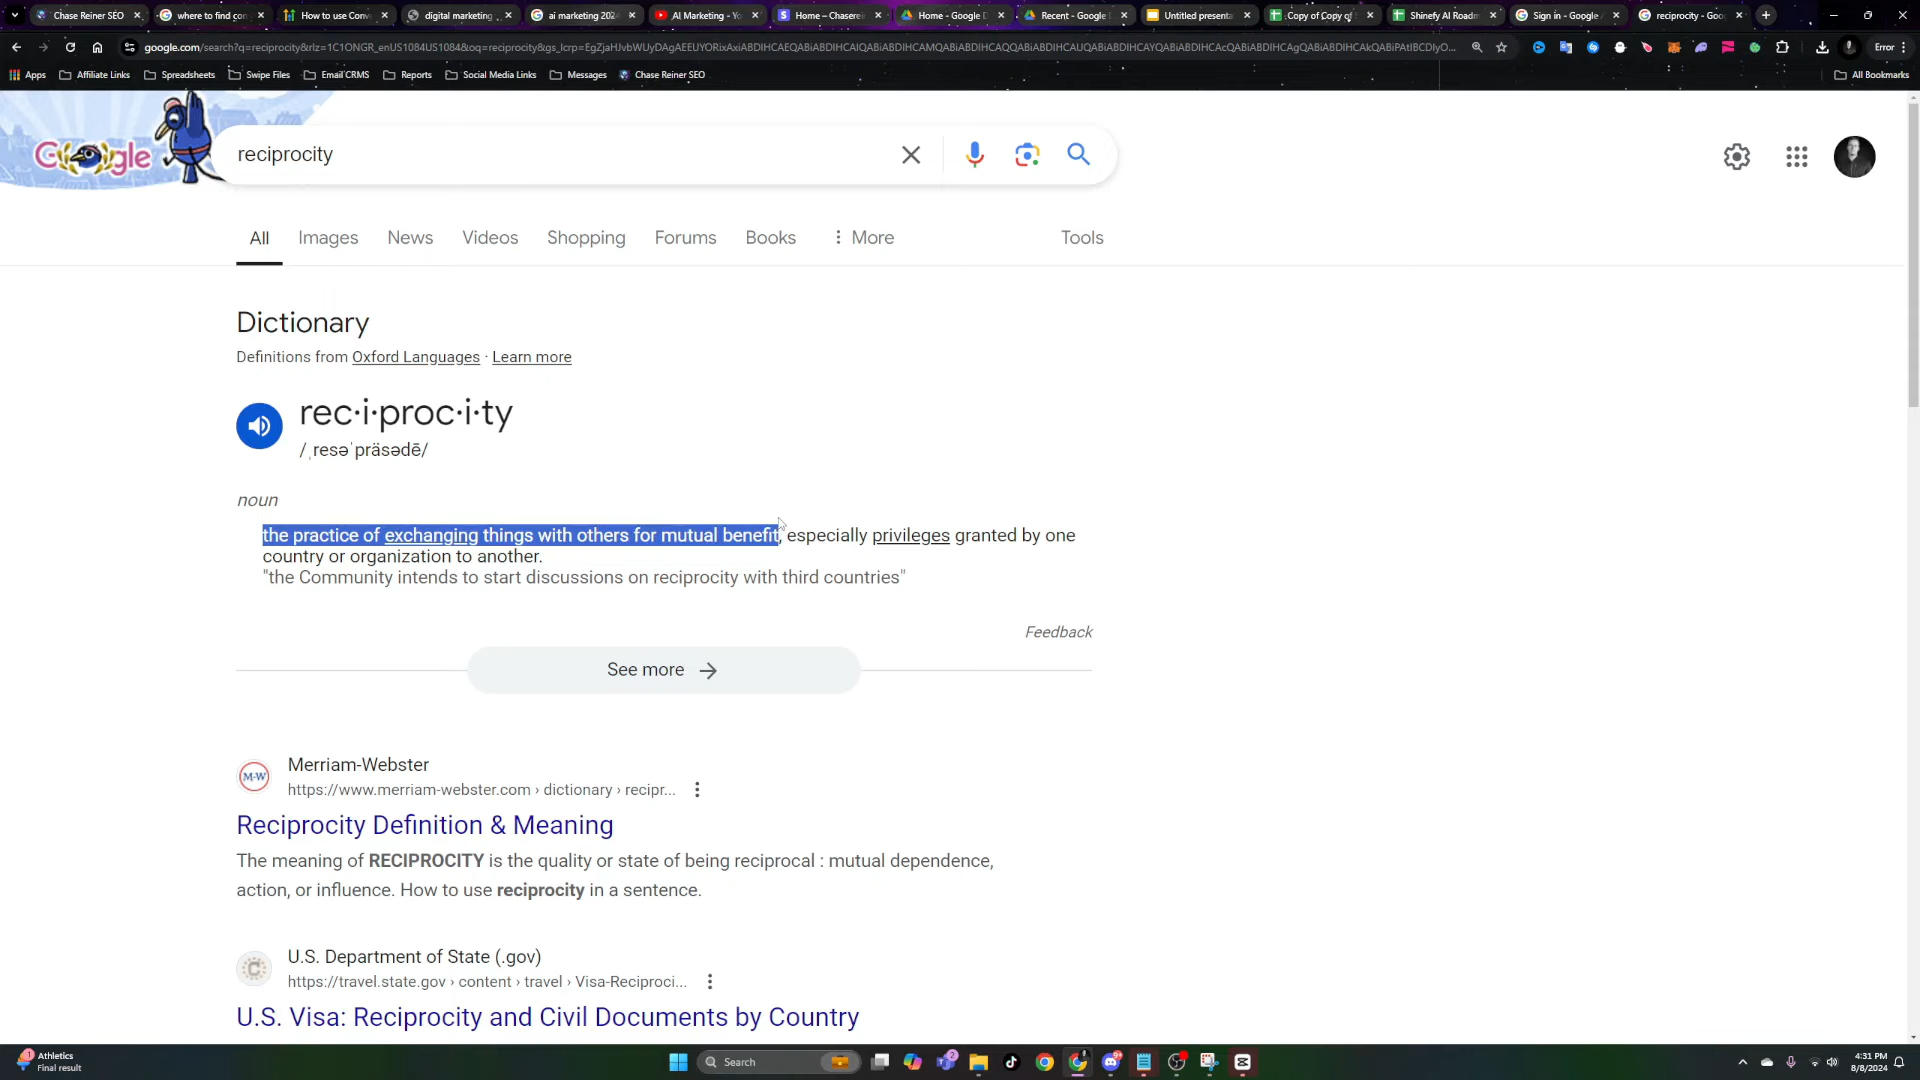 Chase Reiner SEO
where to find con
How to use Conv
digital marketing
ai marketing 2024
AI Marketing - Yo
Home – Chaserei
Home - Google D
Recent - Google D
Untitled presenta
Copy of Copy of
Shinefy AI Roadm
Sign in - Google
reciprocity - Goo
google.com/search?q=reciprocity&rlz=1C1ONGR_enUS1084US1084&oq=reciprocity
Error
Apps
Affiliate Links
Spreadsheets
Swipe Files
Email CRMS
Reports
Social Media Links
Messages
Chase Reiner SEO
All Bookmarks
Google
reciprocity
All
Images
News
Videos
Shopping
Forums
Books
More
Tools
Dictionary
Definitions from Oxford Languages · Learn more
rec·i·proc·i·ty
/ˌresəˈpräsədē/
noun
the practice of exchanging things with others for mutual benefit, especially privileges granted by one
country or organization to another.
"the Community intends to start discussions on reciprocity with third countries"
Feedback
See more
M-W
Merriam-Webster
https://www.merriam-webster.com › dictionary › recipr...
Reciprocity Definition & Meaning
The meaning of RECIPROCITY is the quality or state of being reciprocal : mutual dependence,
action, or influence. How to use reciprocity in a sentence.
U.S. Department of State (.gov)
https://travel.state.gov › content › travel › Visa-Reciproci...
U.S. Visa: Reciprocity and Civil Documents by Country
1
Athletics
Final result
Search
4:31 PM
8/8/2024